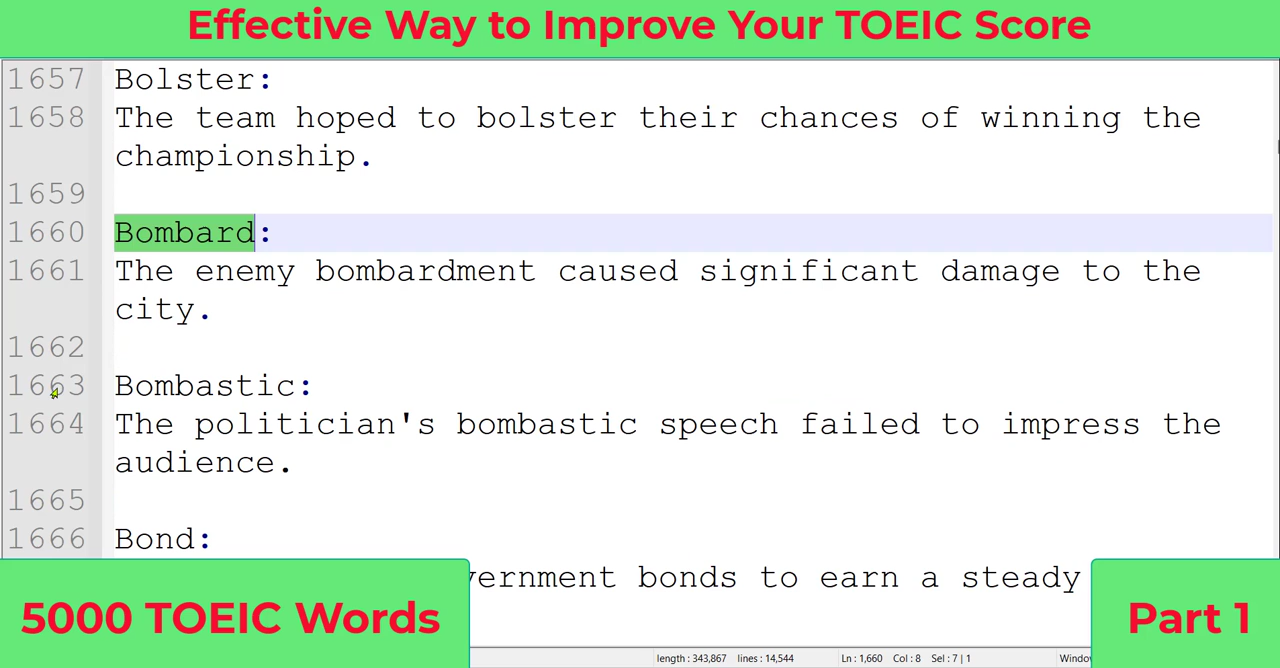 Effective Way to Improve Your TOEIC Score
1657 Bolster:
1658 The team hoped to bolster their chances of winning the
championship.
1659
1660 Bombard:
1661 The enemy bombardment caused significant damage to the
city.
1662
1663 Bombastic:
1664 The politician's bombastic speech failed to impress the
audience.
1665
1666 Bond:
bonds to earn a steady
5000 TOEIC Words
Part 1
length : 343,867 lines : 14,544 Ln : 1,660 Col : 8 Sel : 7 | 1